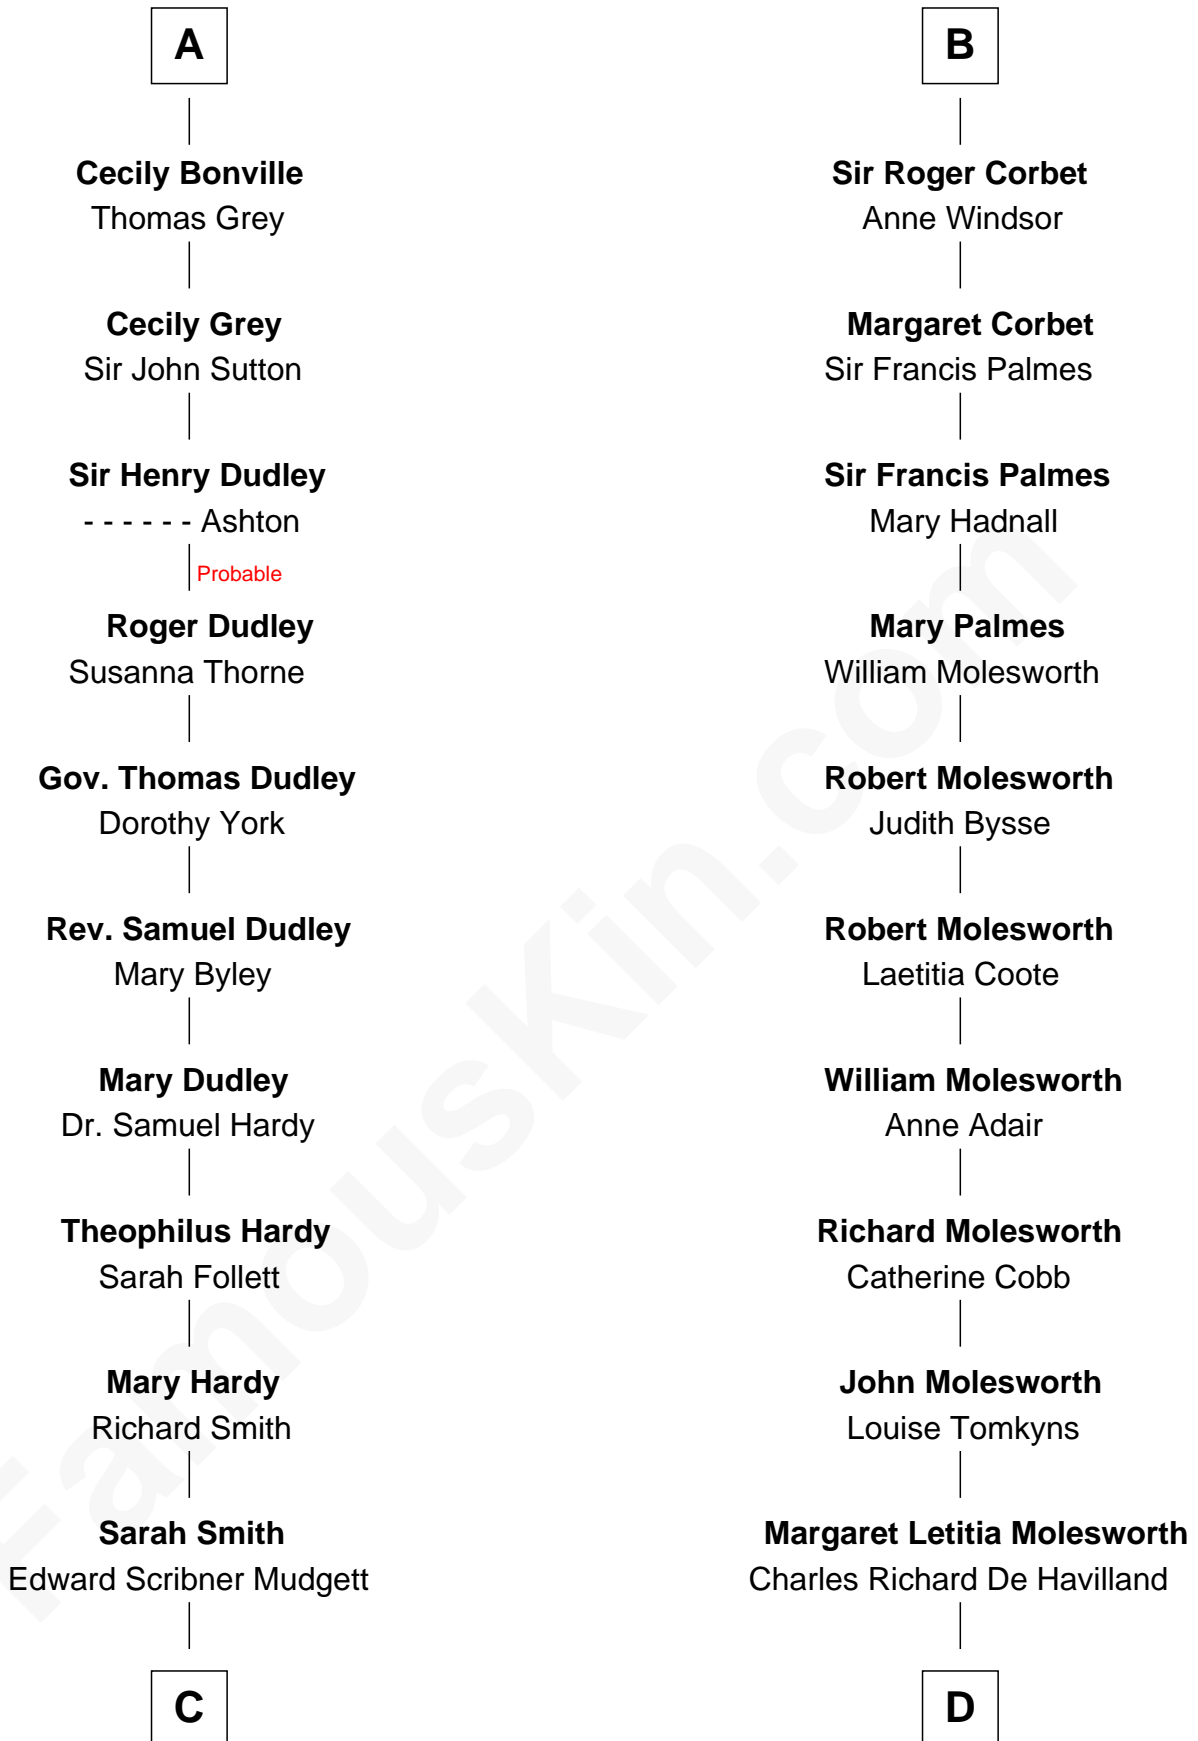 A
Cecily Bonville
Thomas Grey
Cecily Grey
Sir John Sutton
Sir Henry Dudley
- - - - - - Ashton
Probable
Roger Dudley
Susanna Thorne
Gov. Thomas Dudley
Dorothy York
Rev. Samuel Dudley
Mary Byley
Mary Dudley
Dr. Samuel Hardy
Theophilus Hardy
Sarah Follett
Mary Hardy
Richard Smith
Sarah Smith
Edward Scribner Mudgett
C
B
Sir Roger Corbet
Anne Windsor
Margaret Corbet
Sir Francis Palmes
Sir Francis Palmes
Mary Hadnall
Mary Palmes
William Molesworth
Robert Molesworth
Judith Bysse
Robert Molesworth
Laetitia Coote
William Molesworth
Anne Adair
Richard Molesworth
Catherine Cobb
John Molesworth
Louise Tomkyns
Margaret Letitia Molesworth
Charles Richard De Havilland
D
FamousKin.com